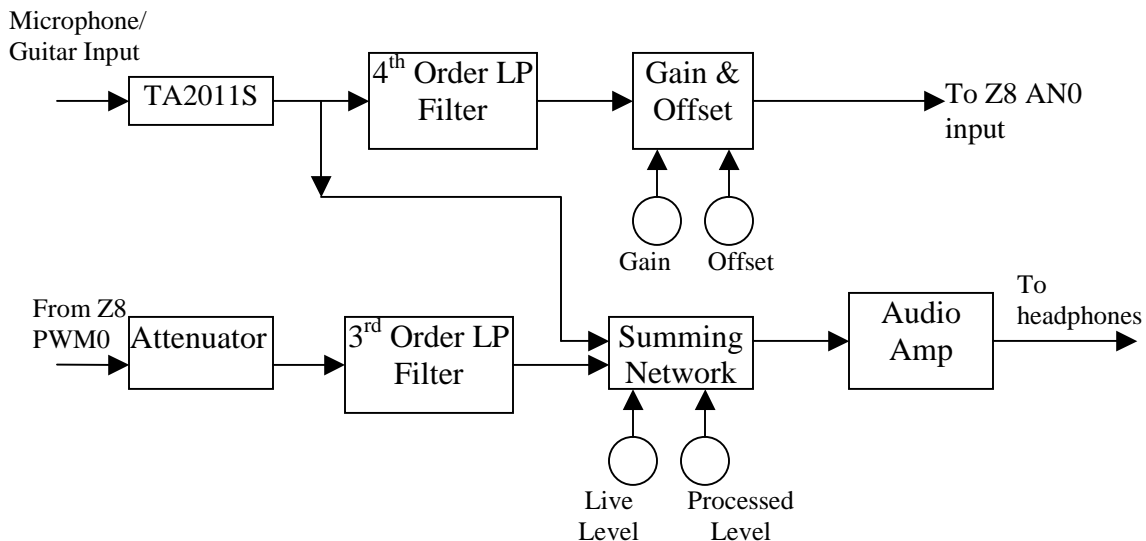 Microphone/
Guitar Input
TA2011S
4th Order LP
Filter
Gain &
Offset
To Z8 AN0
input
Gain
Offset
From Z8
PWM0
Attenuator
3rd Order LP
Filter
Summing
Network
Audio
Amp
To
headphones
Live
Level
Processed
Level